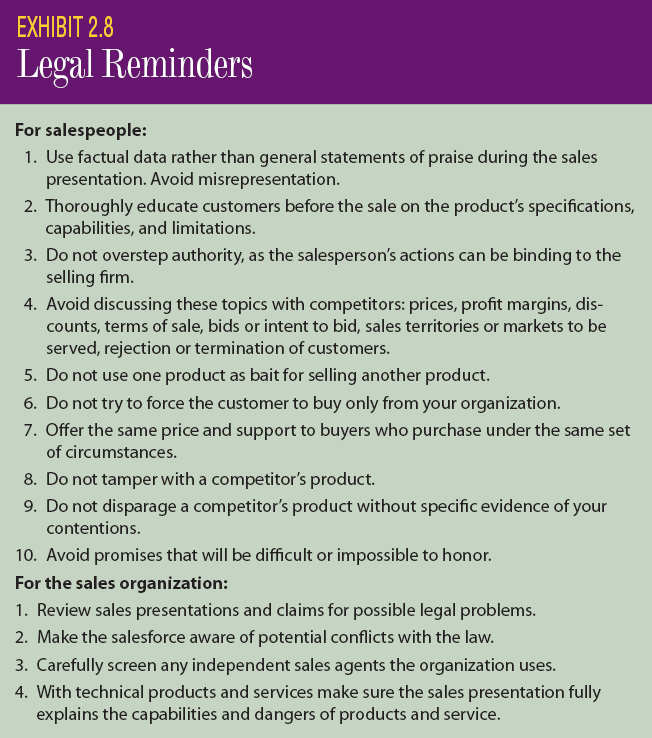 EXHIBIT 2.8
Legal Reminders
For salespeople:
1. Use factual data rather than general statements of praise during the sales
presentation. Avoid misrepresentation.
2. Thoroughly educate customers before the sale on the product’s specifications,
capabilities, and limitations.
3. Do not overstep authority, as the salesperson’s actions can be binding to the
selling firm.
4. Avoid discussing these topics with competitors: prices, profit margins, dis-
counts, terms of sale, bids or intent to bid, sales territories or markets to be
served, rejection or termination of customers.
5. Do not use one product as bait for selling another product.
6. Do not try to force the customer to buy only from your organization.
7. Offer the same price and support to buyers who purchase under the same set
of circumstances.
8. Do not tamper with a competitor’s product.
9. Do not disparage a competitor’s product without specific evidence of your
contentions.
10. Avoid promises that will be difficult or impossible to honor.
For the sales organization:
1. Review sales presentations and claims for possible legal problems.
2. Make the salesforce aware of potential conflicts with the law.
3. Carefully screen any independent sales agents the organization uses.
4. With technical products and services make sure the sales presentation fully
explains the capabilities and dangers of products and service.